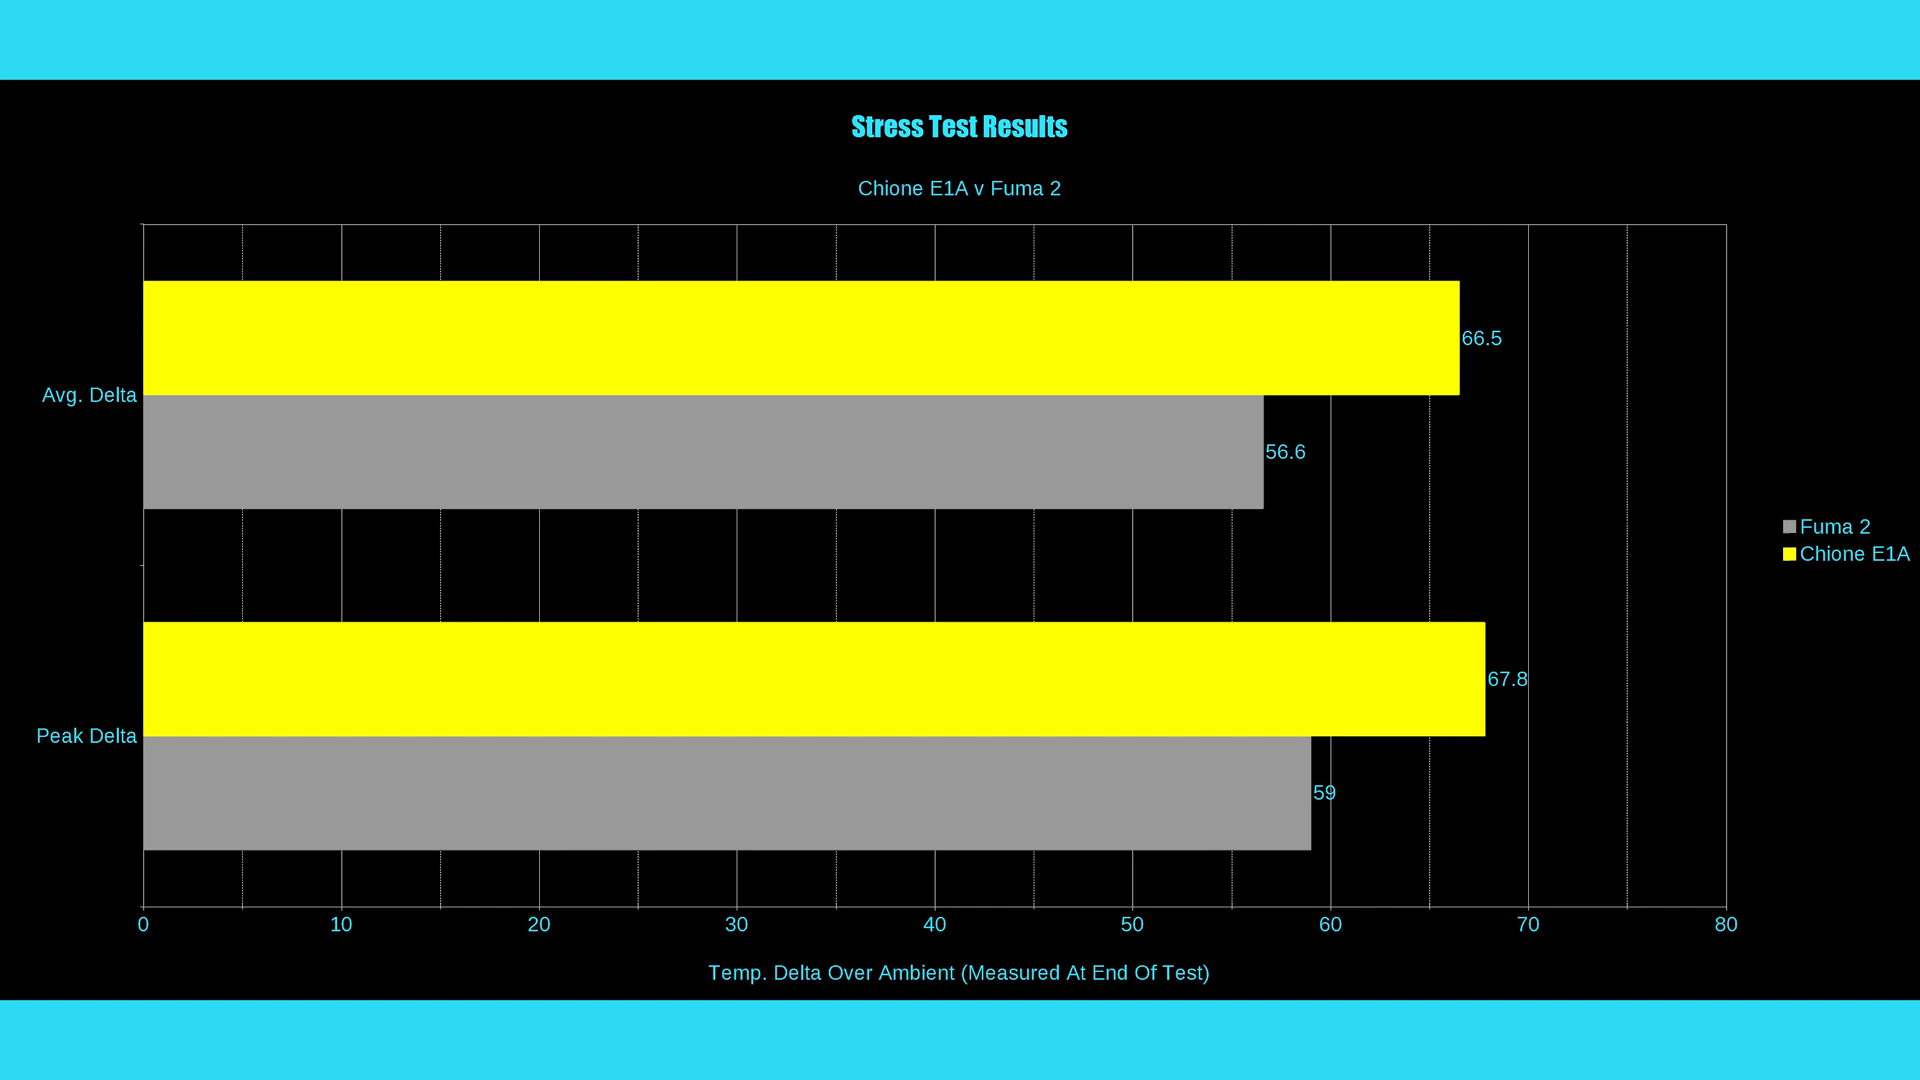 Stress Test Results
Chione E1A v Fuma 2
66.5
Avg. Delta
56.6
Fuma 2
Chione E1A
67.8
Peak Delta
59
0 10 20 30 40 50 60 70 80
Temp. Delta Over Ambient (Measured At End Of Test)